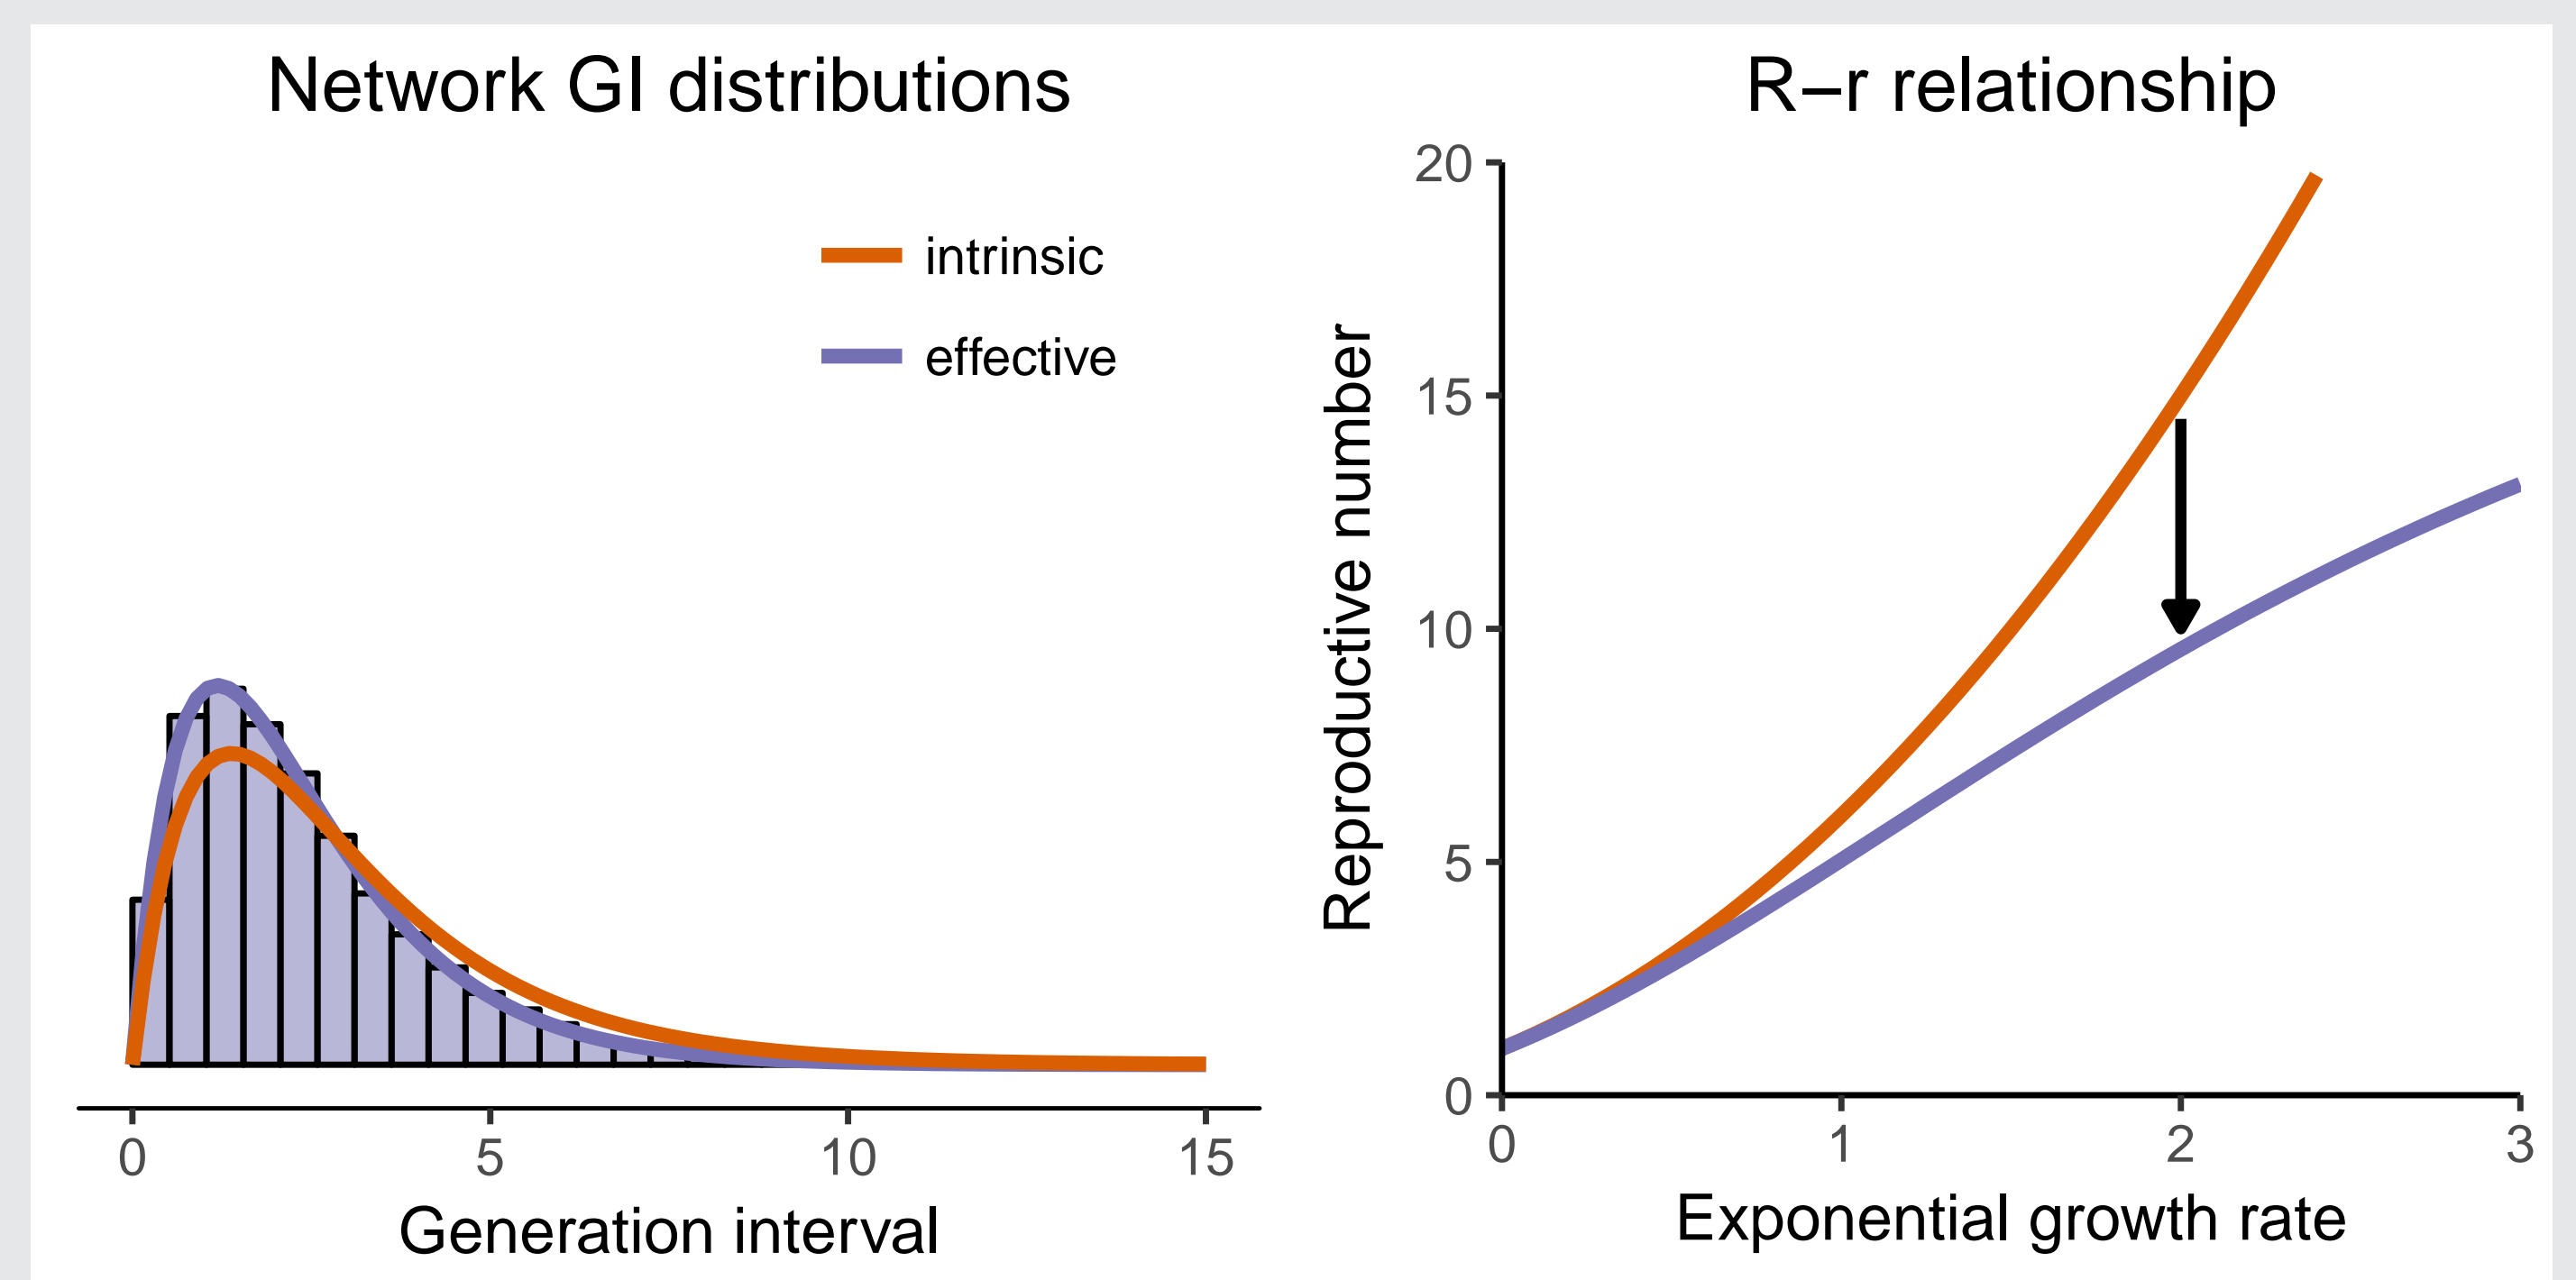 Network GI distributions
intrinsic
effective
0 5 10 15
Generation interval
R−r relationship
Reproductive number
20
15
10
5
0
0 1 2 3
Exponential growth rate